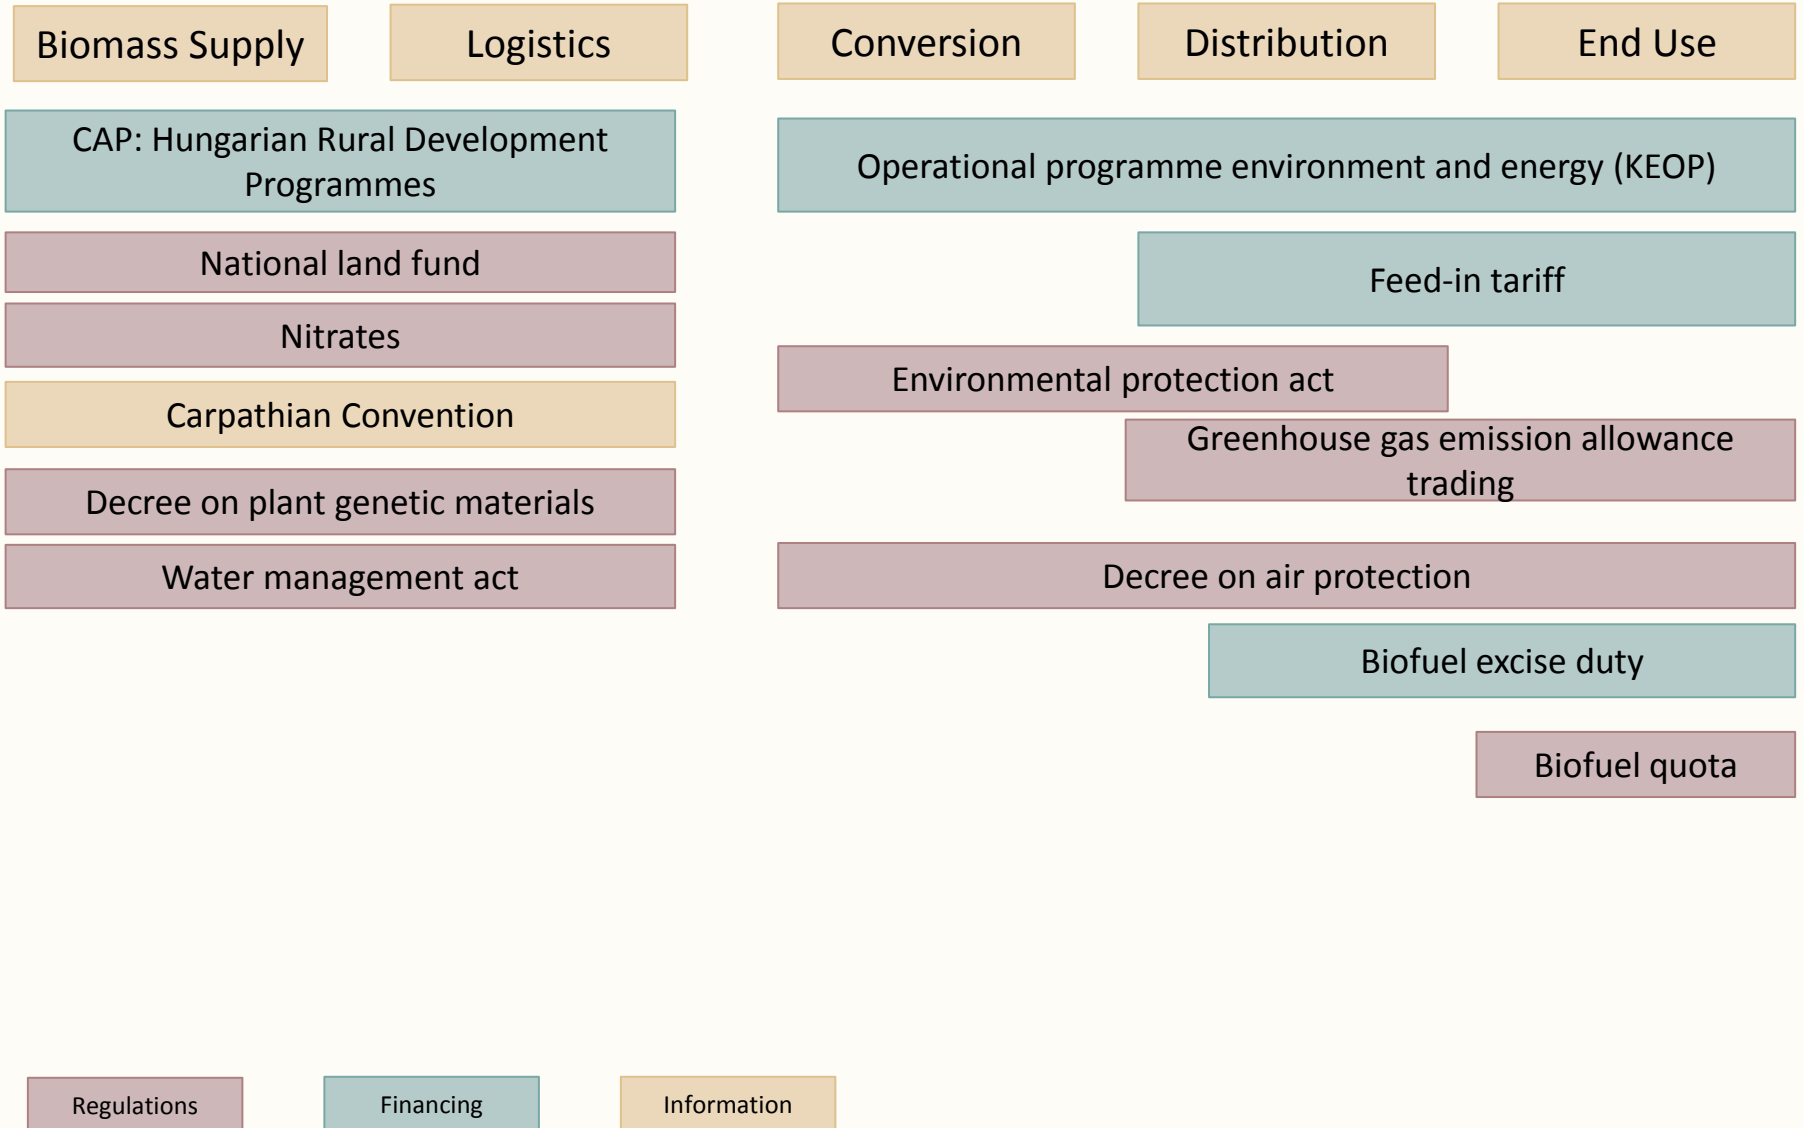 Biomass Supply
Logistics
Conversion
Distribution
End Use
CAP: Hungarian Rural Development
Programmes
National land fund
Nitrates
Carpathian Convention
Decree on plant genetic materials
Water management act
Operational programme environment and energy (KEOP)
Feed-in tariff
Environmental protection act
Greenhouse gas emission allowance
trading
Decree on air protection
Biofuel excise duty
Biofuel quota
Regulations
Financing
Information